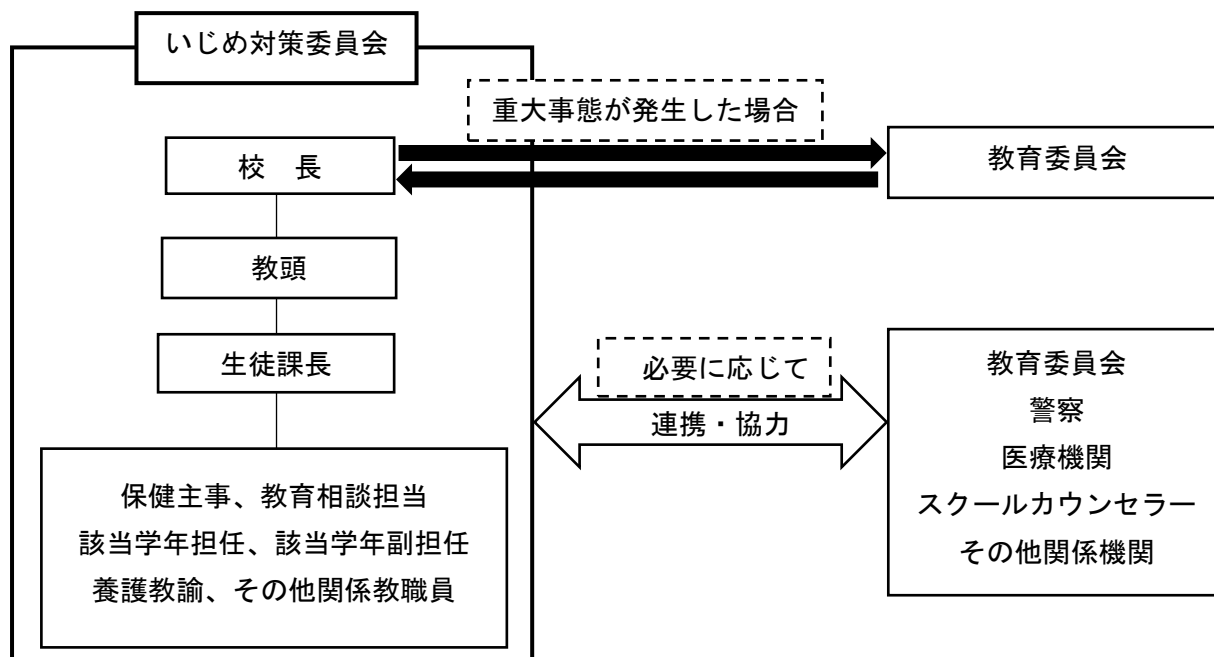 いじめ対策委員会
重大事態が発生した場合
校　長
教育委員会
教頭
生徒課長
必要に応じて
連携・協力
教育委員会
警察
医療機関
スクールカウンセラー
その他関係機関
保健主事、教育相談担当
該当学年担任、該当学年副担任
養護教諭、その他関係教職員